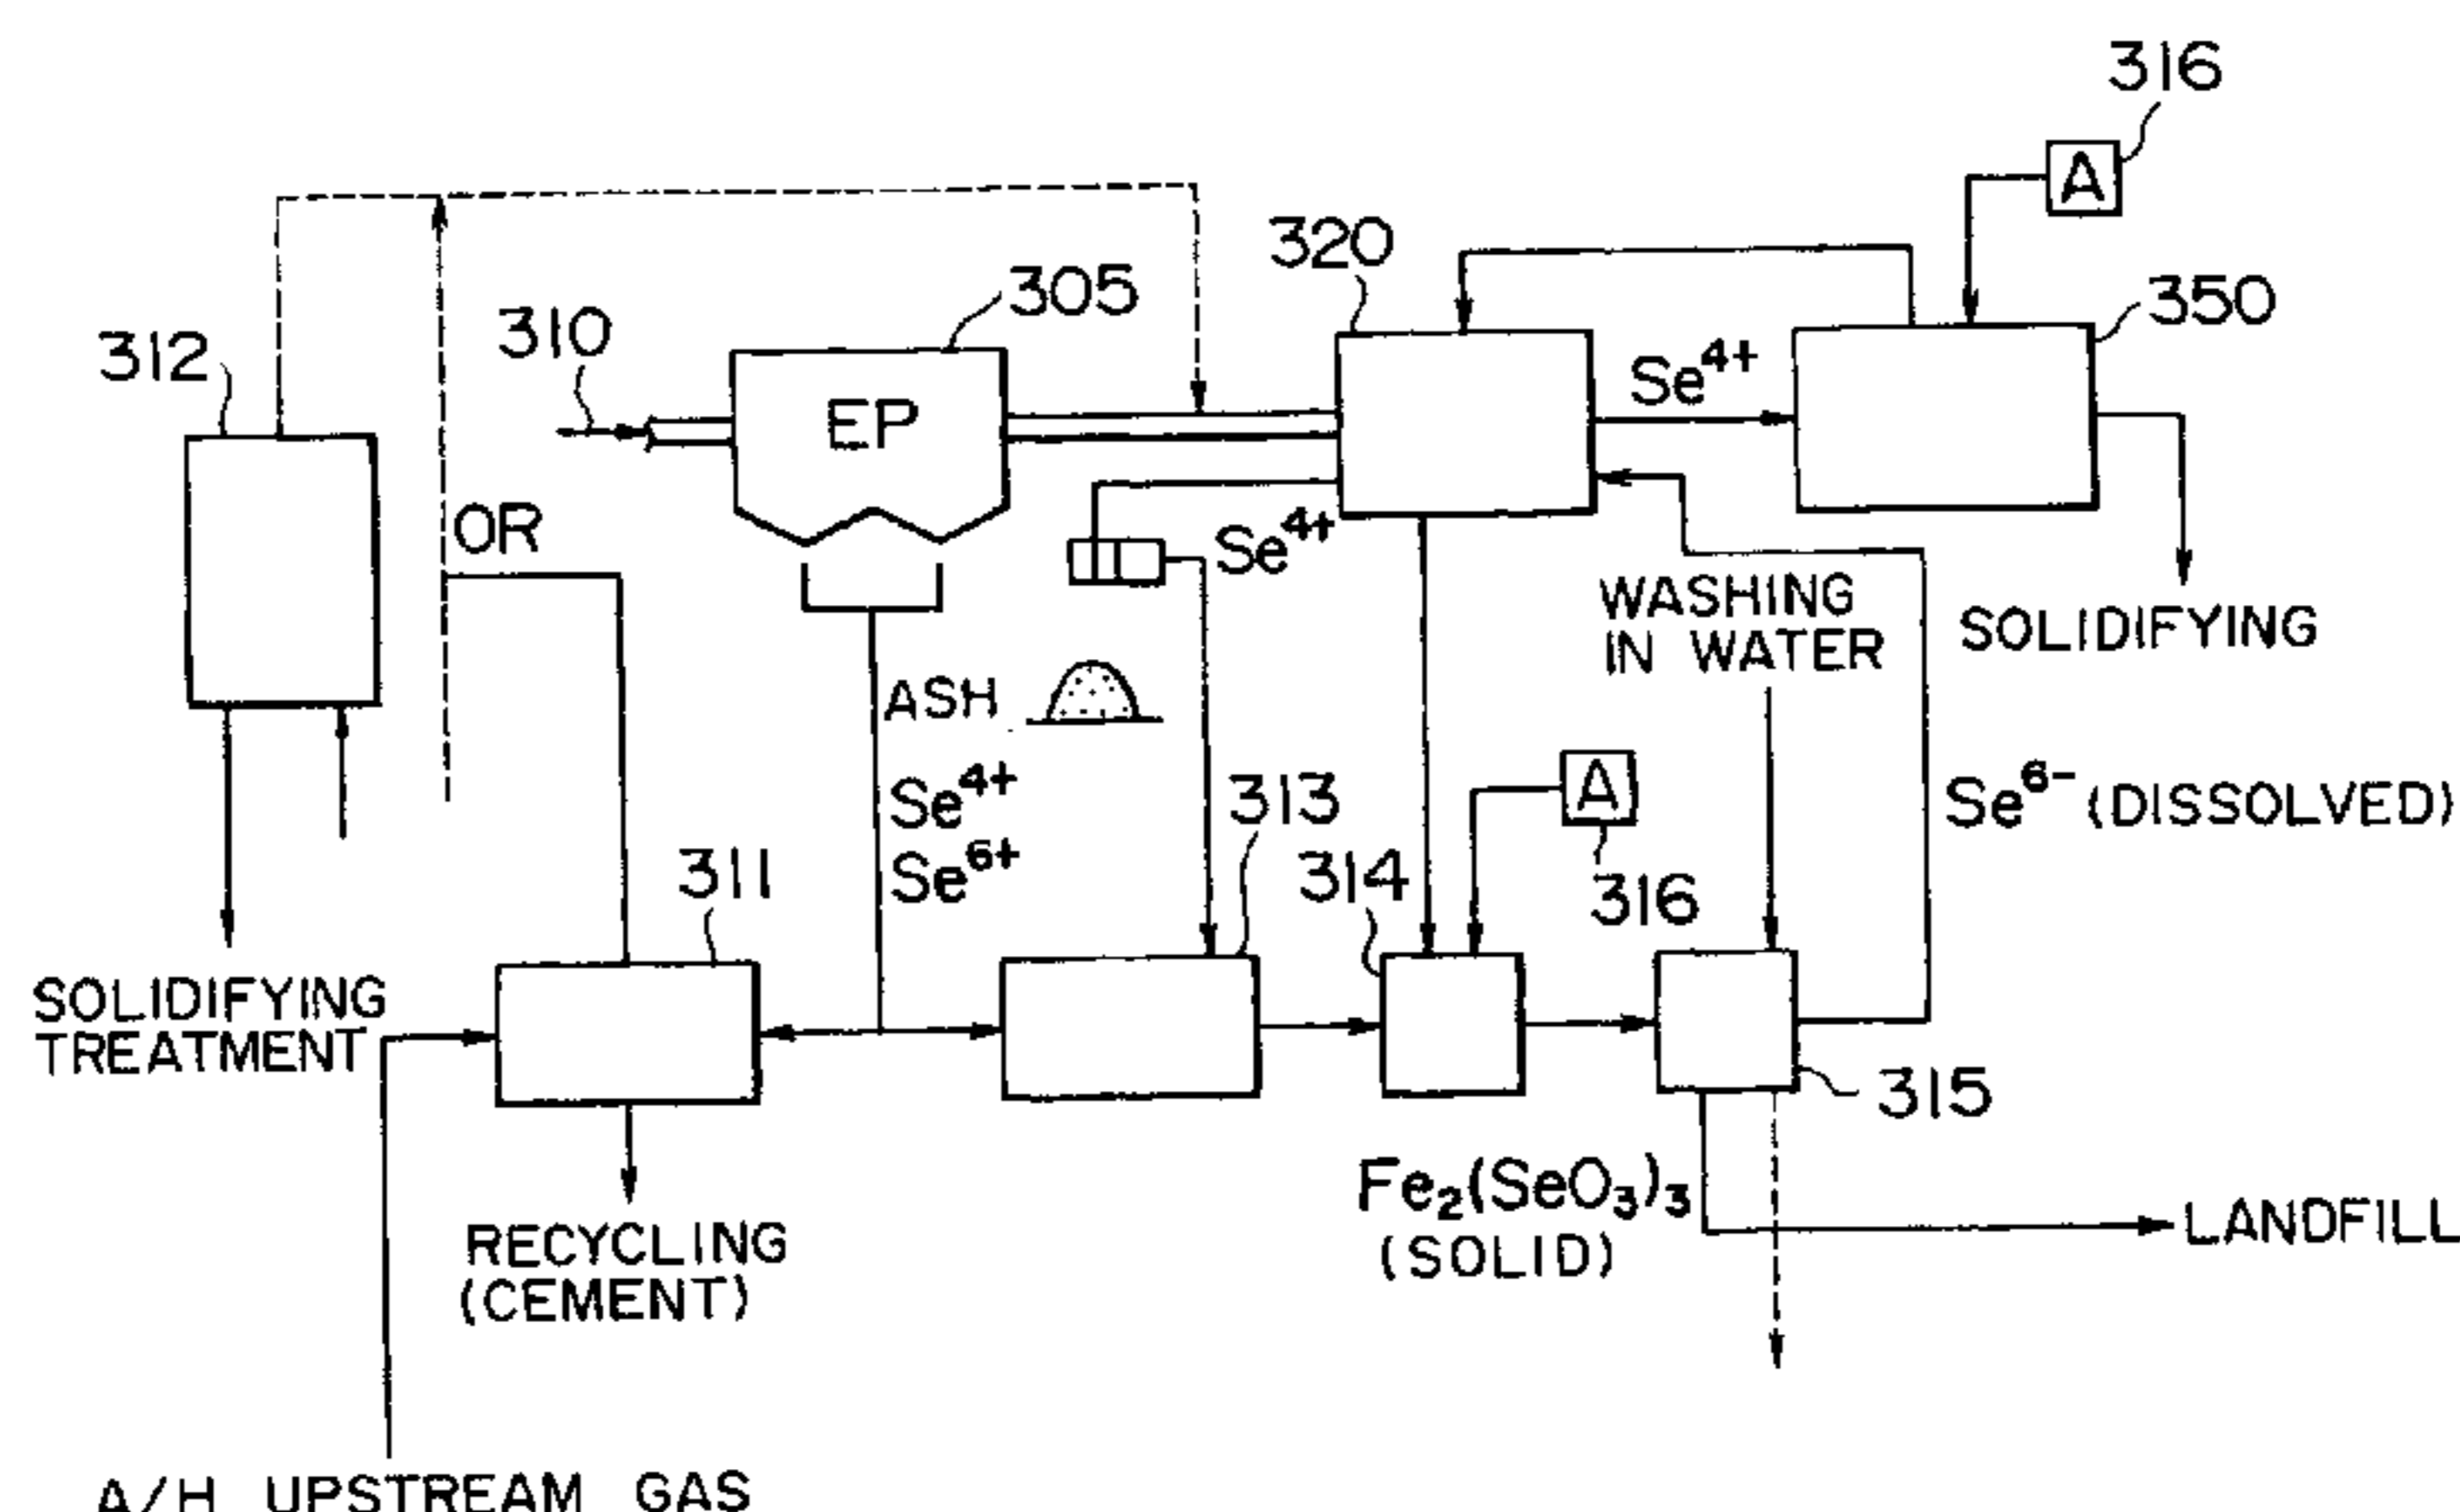 316
A
320
350
305
310
312
EP
Se4+
OR
Se4+
WASHING
IN WATER
SOLIDIFYING
ASH
A
Se4+
313
Se6- (DISSOLVED)
311
Se6+
314
316
SOLIDIFYING
TREATMENT
315
Fe2(SeO3)3
(SOLID)
LANDFILL
RECYCLING
(CEMENT)
A/H UPSTREAM GAS